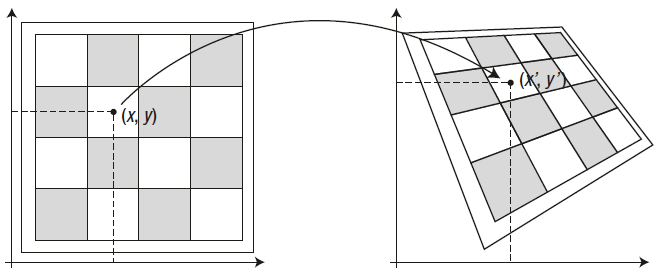 (x, y)
(x', y')